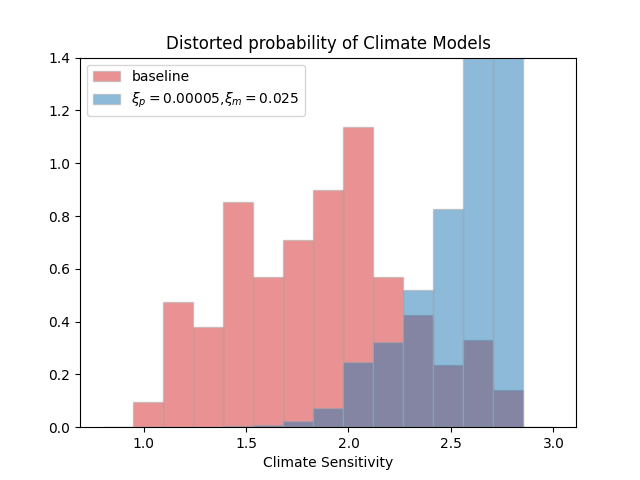 Distorted probability of Climate Models
baseline
ξp = 0.00005,ξm = 0.025
1.4
1.2
1.0
0.8
0.6
0.4
0.2
0.0
1.0 1.5 2.0 2.5 3.0
Climate Sensitivity